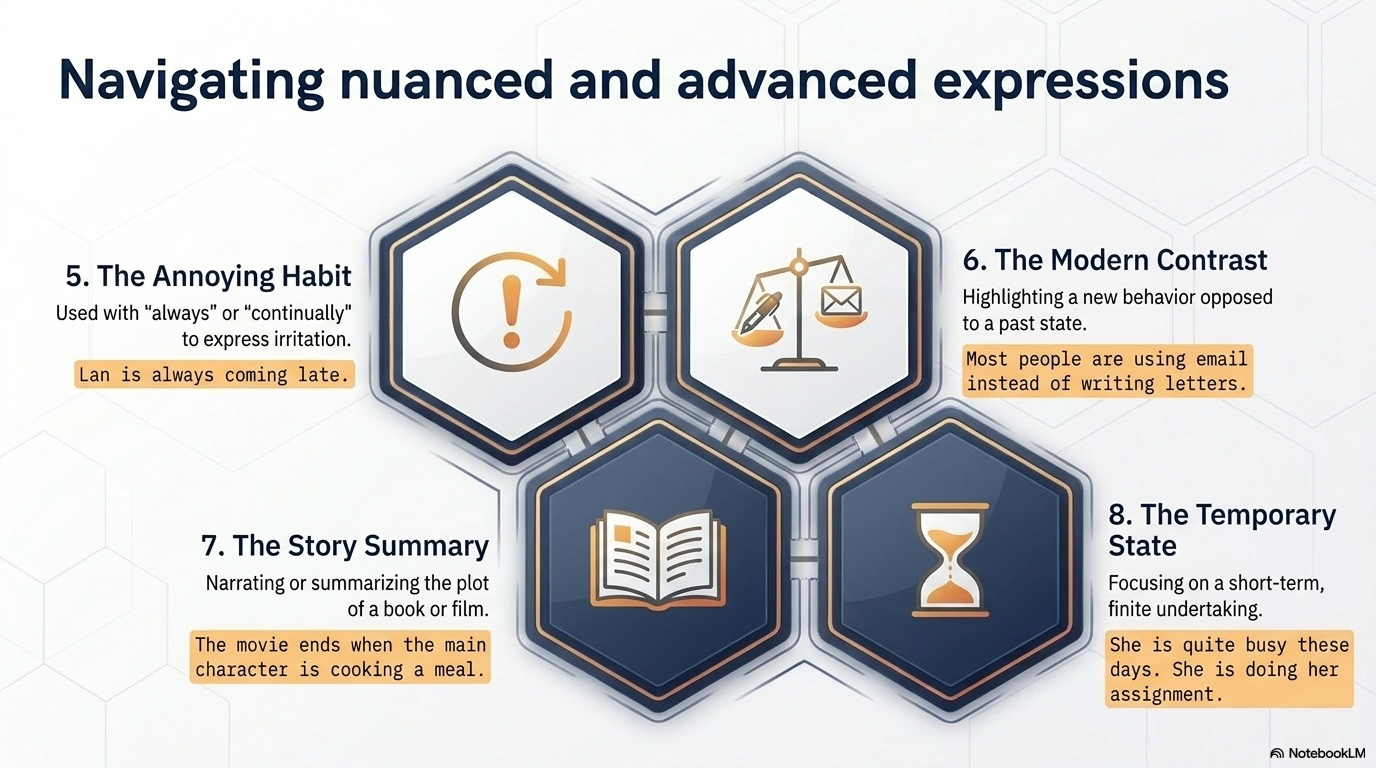 Navigating nuanced and advanced expressions
5. The Annoying Habit
Used with “always” or “continually”
to express irritation.
Lan is always coming late.
6. The Modern Contrast
Highlighting a new behavior opposed
to a past state.
Most people are using email
instead of writing letters.
7. The Story Summary
Narrating or summarizing the plot
of a book or film.
The movie ends when the main
character is cooking a meal.
8. The Temporary
State
Focusing on a short-term,
finite undertaking.
She is quite busy these
days. She is doing her
assignment.
NotebookLM